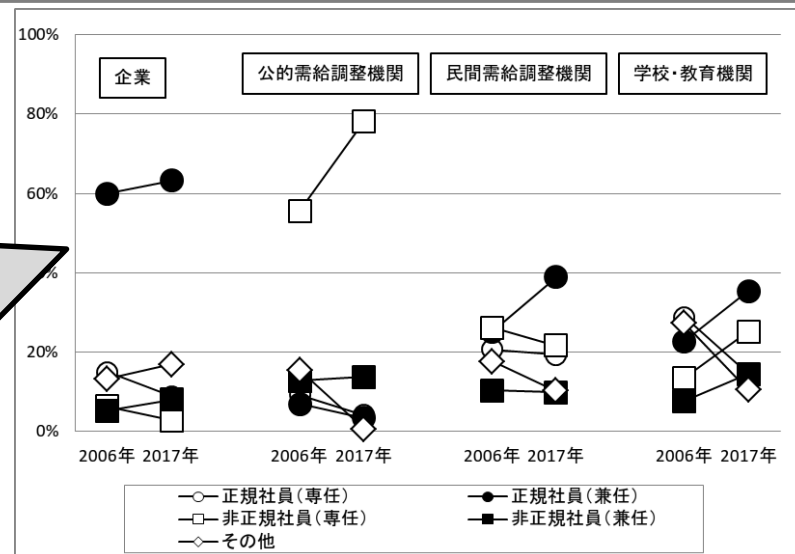 100%
企業
公的需給調整機関
民間需給調整機関
学校・教育機関
80%
60%
20%
0%
2006年 2017年 2006年 2017年 2006年 2017年 2006年 2017年
正規社員(専任) 正規社員(兼任)
非正規社員(専任) 非正規社員(兼任)
その他